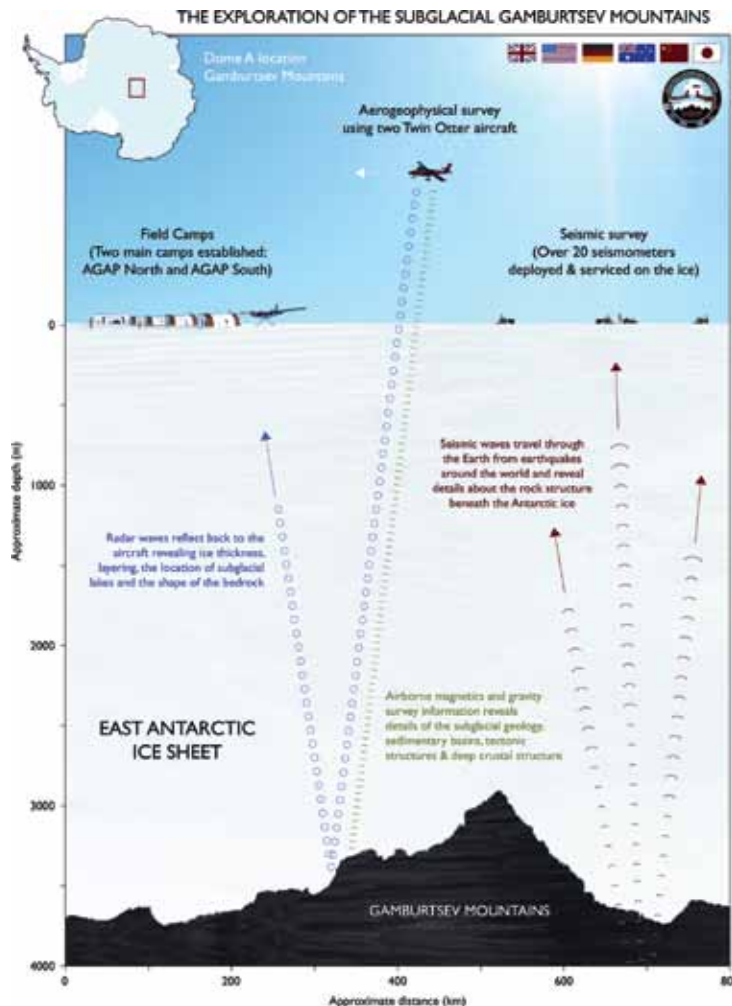 THE EXPLORATION OF THE SUBGLACIAL GAMBURTSEV MOUNTAINS
Dome A location
Gamburtsev Mountains
Aerogeophysical survey
using two Twin Otter aircraft
Field Camps
(Two main camps established:
AGAP North and AGAP South)
Seismic survey
(Over 20 seismometers
deployed & serviced on the ice)
0
Seismic waves travel through
the Earth from earthquakes
around the world and reveal
details about the rock structure
beneath the Antarctic ice
1000
Approximate depth (m)
Radar waves reflect back to the
aircraft revealing ice thickness,
layering, the location of subglacial
lakes and the shape of the bedrock
2000
Airborne magnetics and gravity
survey information reveals
details of the subglacial geology,
sedimentary basins, tectonic
structures & deep crustal structure
EAST ANTARCTIC
ICE SHEET
3000
GAMBURTSEV MOUNTAINS
4000
0
200
400
600
800
Approximate distance (km)